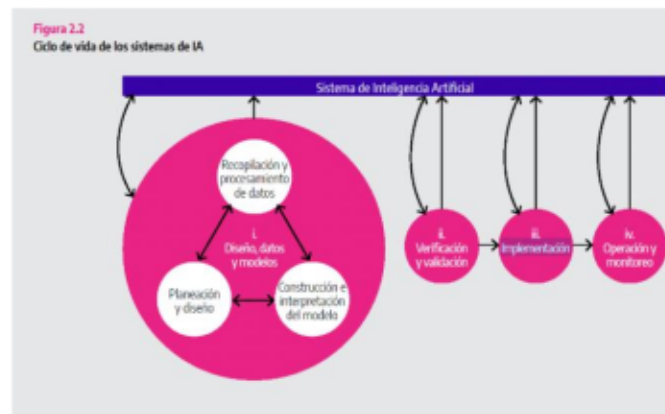 Figura 2.2
Ciclo de vida de los sistemas de IA
Sistema de Inteligencia Artificial
Recopilación y
procesamiento
de datos
i.
Diseño, datos
y modelos
Planeación
y diseño
Construcción e
interpretación
del modelo
ii.
Verificación
y validación
iii.
Implementación
iv.
Operación y
monitoreo